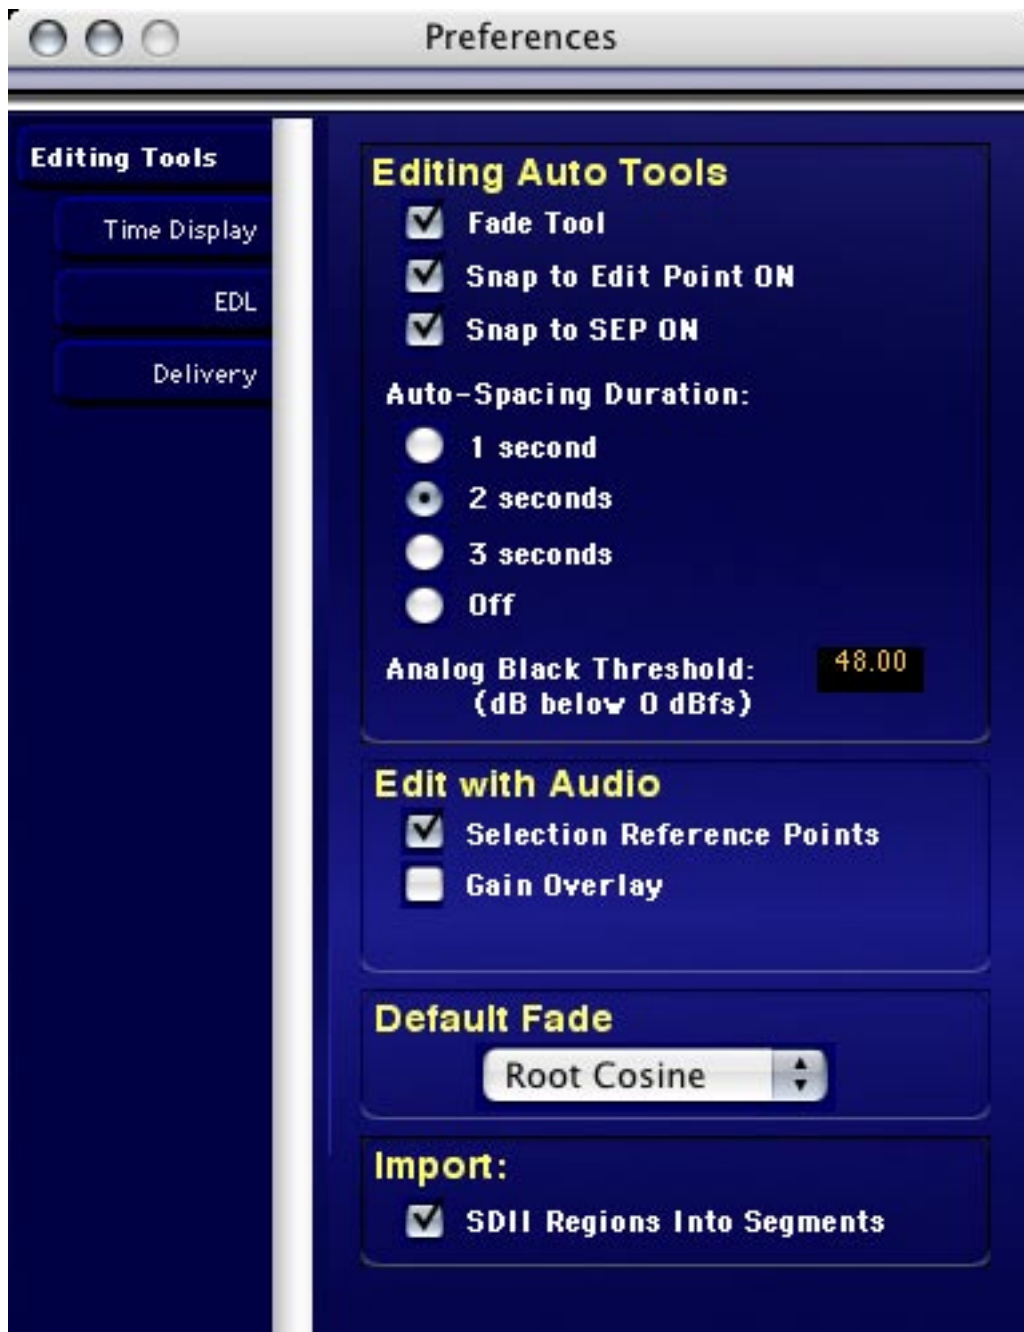 Preferences
Editing Tools
Time Display
EDL
Delivery
Editing Auto Tools
Fade Tool
Snap to Edit Point ON
Snap to SEP ON
Auto-Spacing Duration:
1 second
2 seconds
3 seconds
Off
Analog Black Threshold: 48.00
(dB below 0 dBfs)
Edit with Audio
Selection Reference Points
Gain Overlay
Default Fade
Root Cosine
Import:
SDII Regions Into Segments